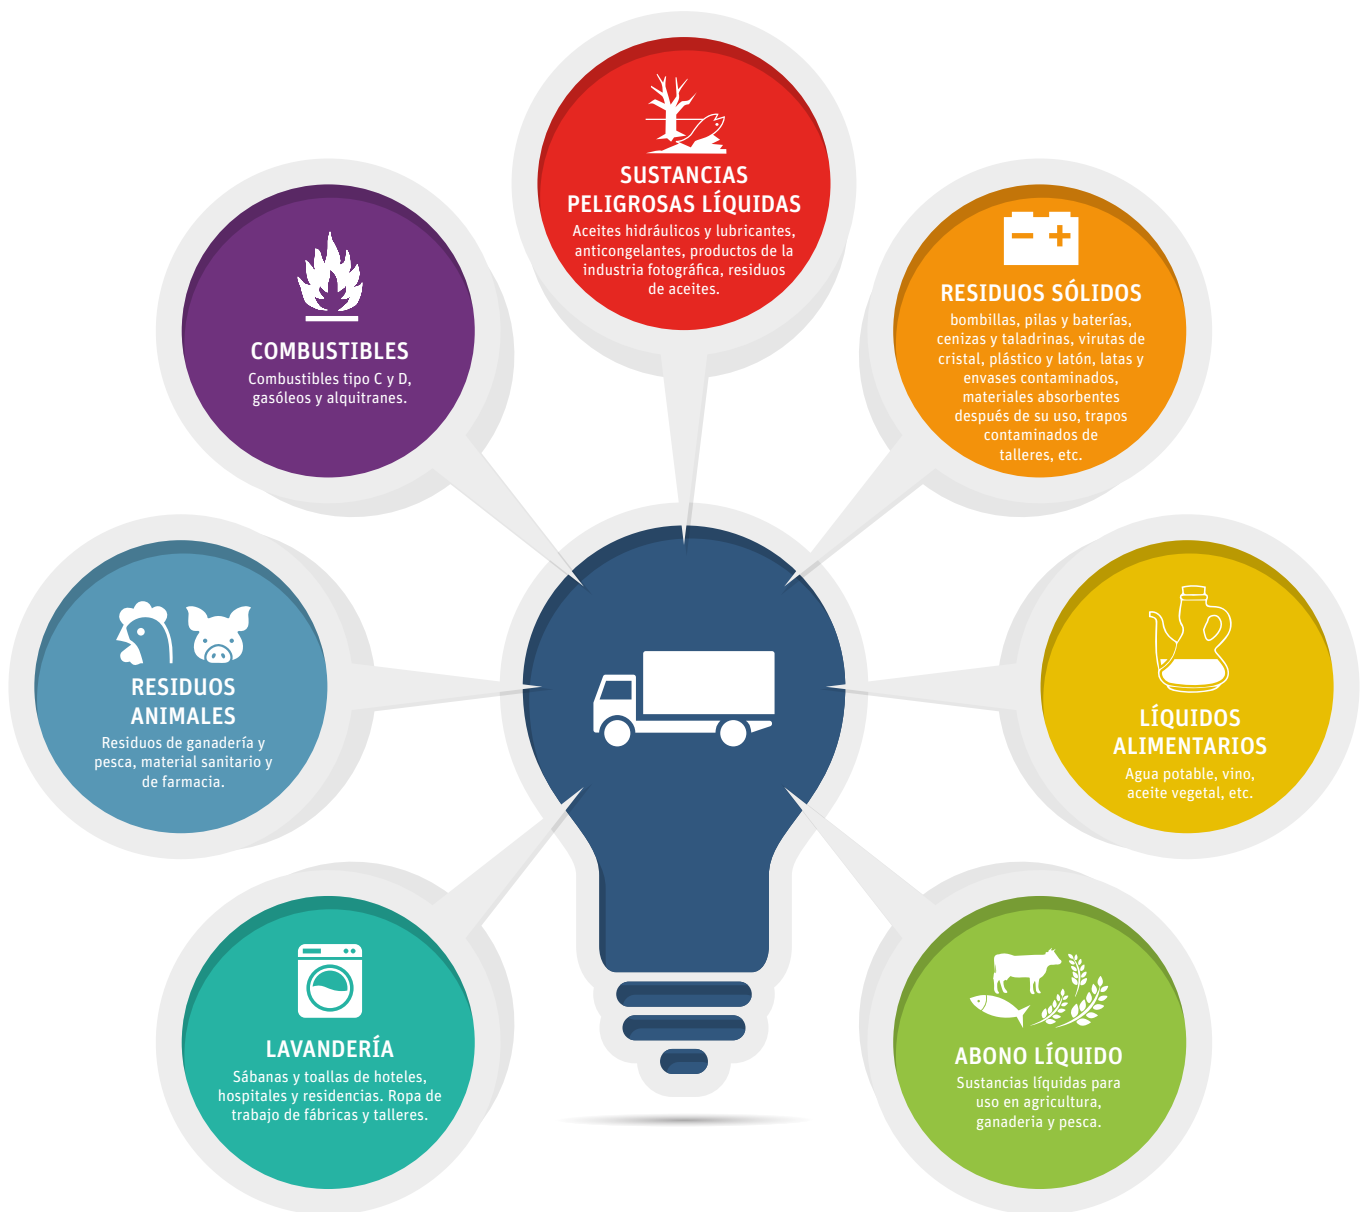 SUSTANCIAS
PELIGROSAS LÍQUIDAS
Aceites hidráulicos y lubricantes,
anticongelantes, productos de la
industria fotográfica, residuos
de aceites.
COMBUSTIBLES
Combustibles tipo C y D,
gasóleos y alquitranes.
RESIDUOS SÓLIDOS
bombillas, pilas y baterías,
cenizas y taladrinas, virutas de
cristal, plástico y latón, latas y
envases contaminados,
materiales absorbentes
después de su uso, trapos
contaminados de
talleres, etc.
RESIDUOS
ANIMALES
Residuos de ganadería y
pesca, material sanitario y
de farmacia.
LÍQUIDOS
ALIMENTARIOS
Agua potable, vino,
aceite vegetal, etc.
LAVANDERÍA
Sábanas y toallas de hoteles,
hospitales y residencias. Ropa de
trabajo de fábricas y talleres.
ABONO LÍQUIDO
Sustancias líquidas para
uso en agricultura,
ganaderia y pesca.